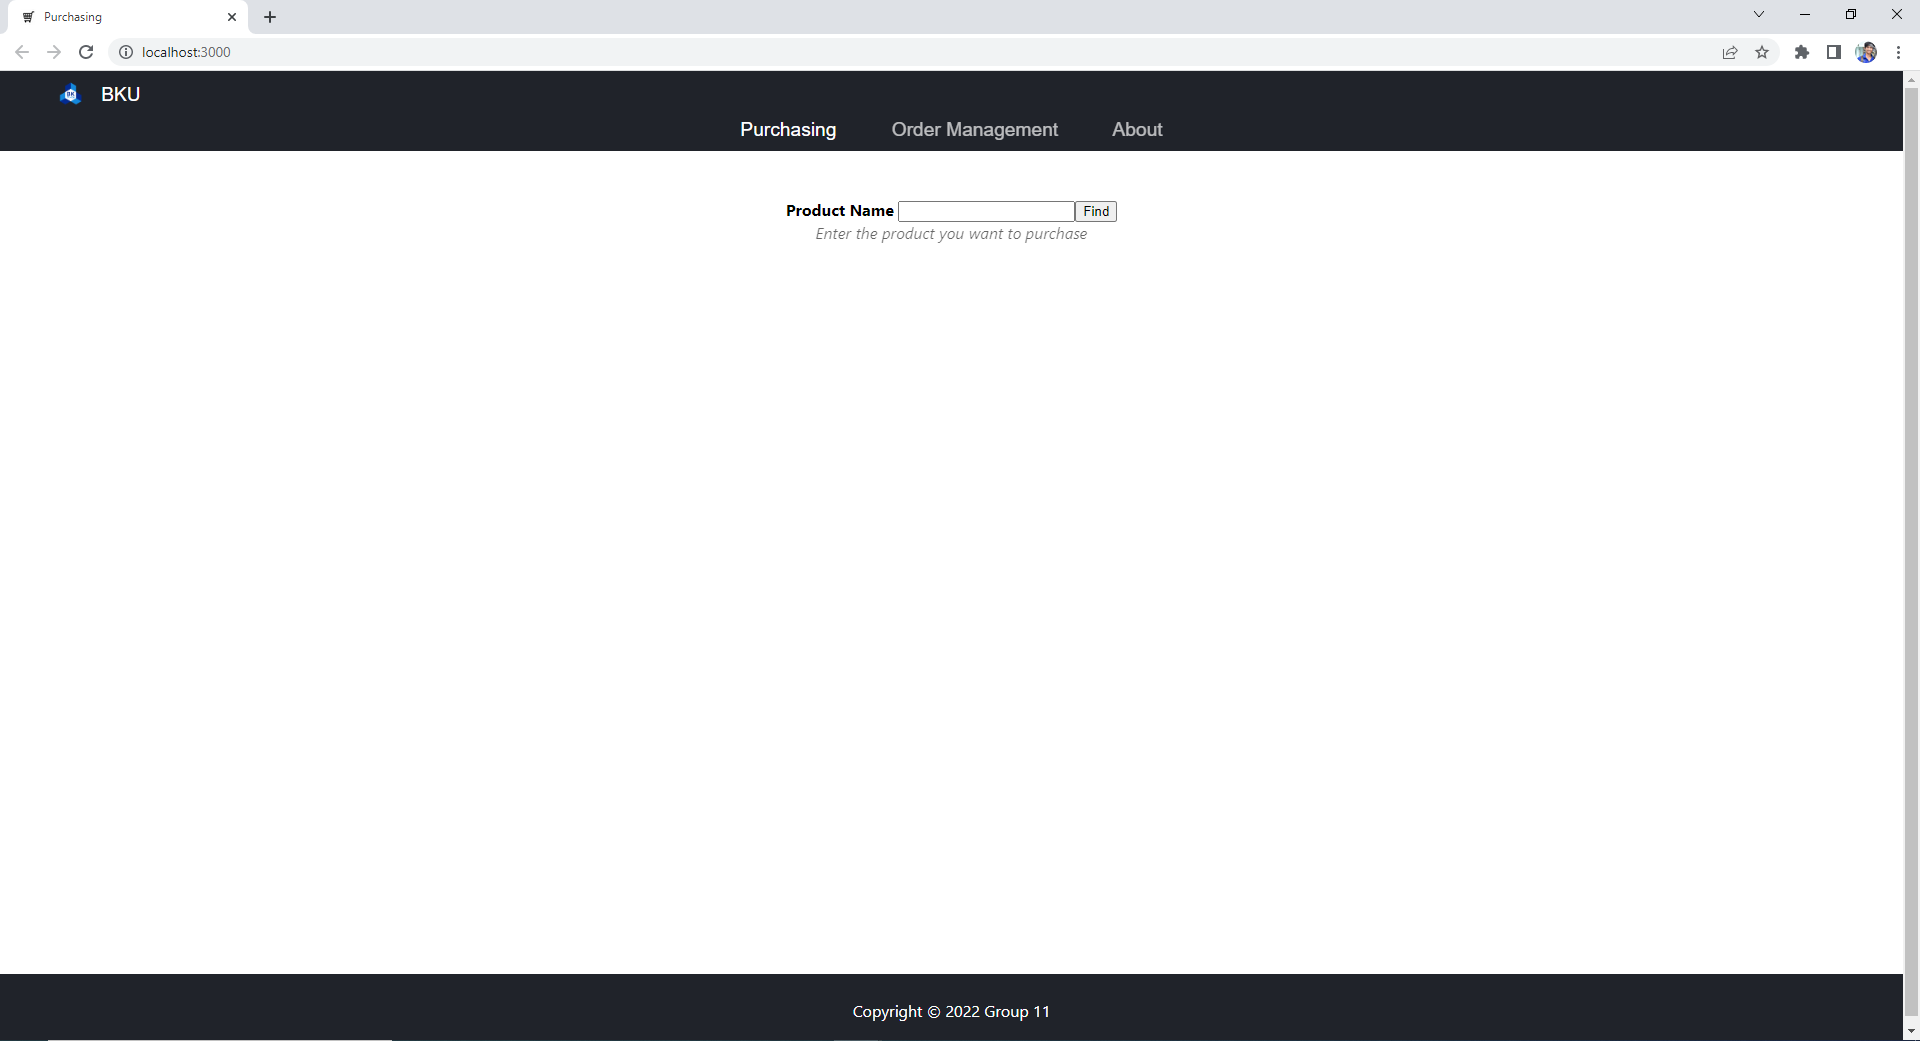 Purchasing
localhost:3000
BK BKU
Purchasing Order Management About
Product Name Find
Enter the product you want to purchase
Copyright © 2022 Group 11